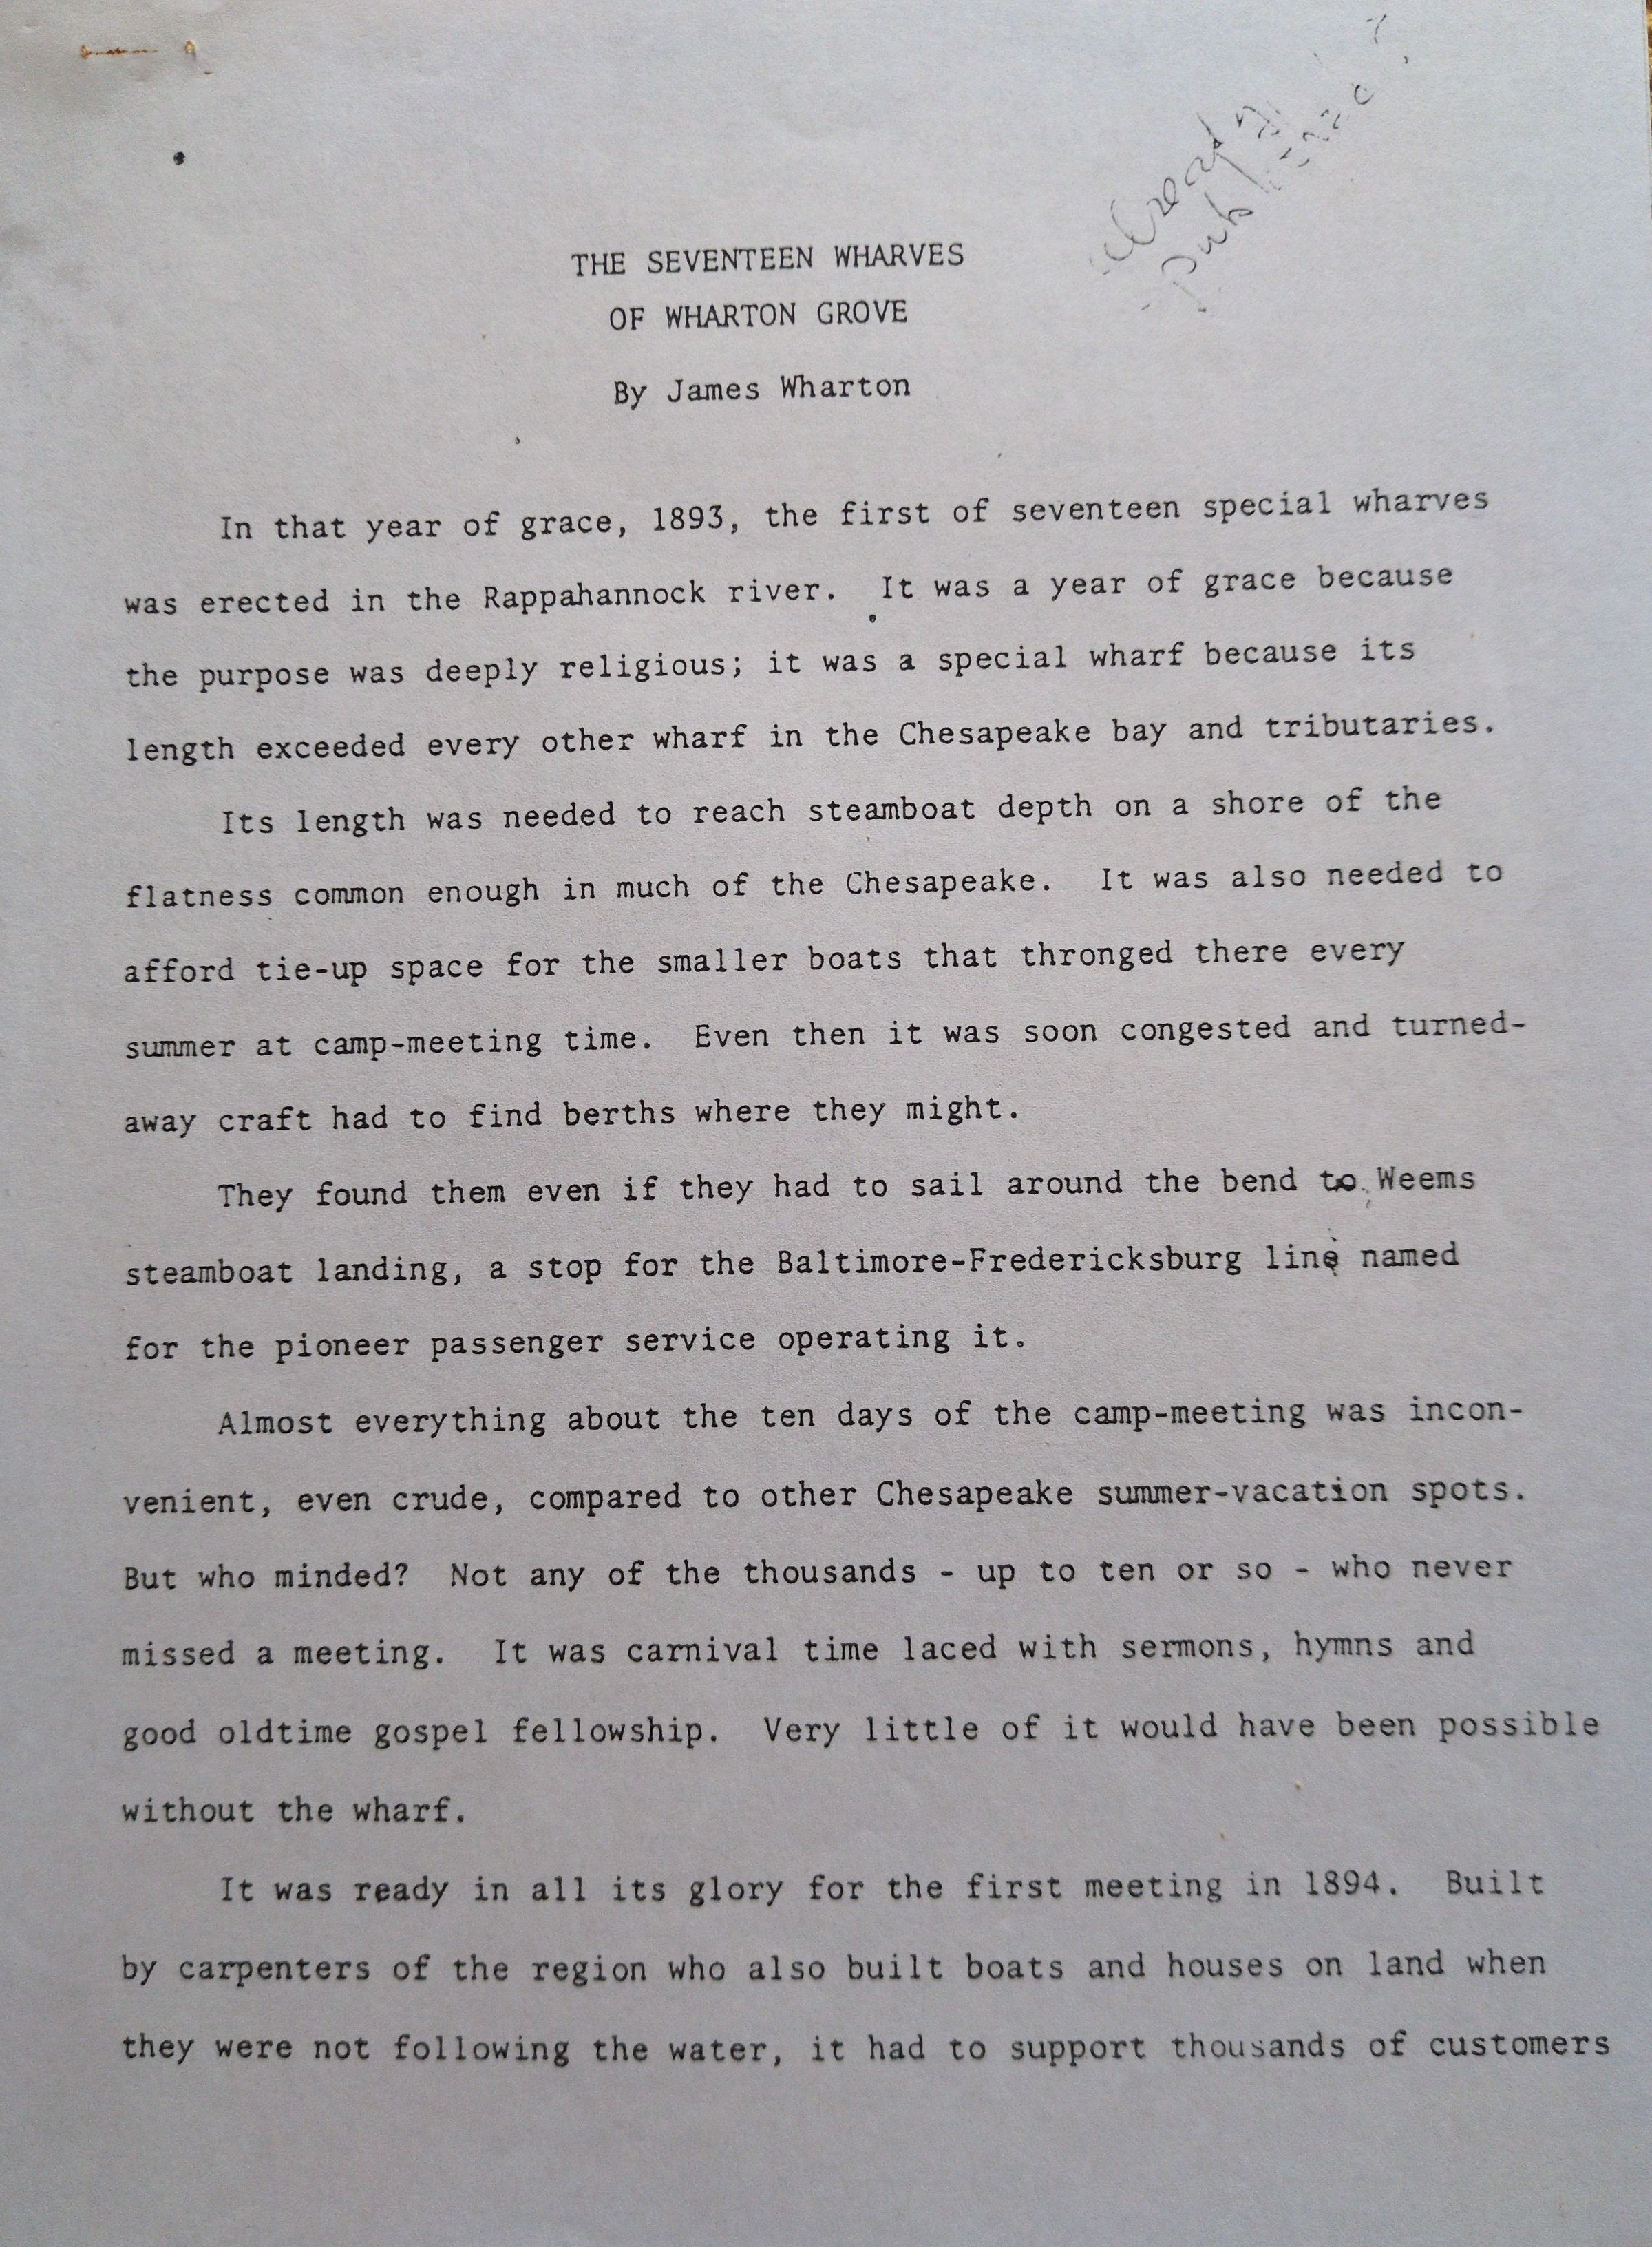 THE SEVENTEEN WHARVES
OF WHARTON GROVE
By James Wharton
In that year of grace, 1893, the first of seventeen special wharves
was erected in the Rappahannock river. It was a year of grace because
the purpose was deeply religious; it was a special wharf because its
length exceeded every other wharf in the Chesapeake bay and tributaries.
Its length was needed to reach steamboat depth on a shore of the
flatness common enough in much of the Chesapeake. It was also needed to
afford tie-up space for the smaller boats that thronged there every
summer at camp-meeting time. Even then it was soon congested and turned-
away craft had to find berths where they might.
They found them even if they had to sail around the bend to Weems
steamboat landing, a stop for the Baltimore-Fredericksburg line named
for the pioneer passenger service operating it.
Almost everything about the ten days of the camp-meeting was incon-
venient, even crude, compared to other Chesapeake summer-vacation spots.
But who minded? Not any of the thousands - up to ten or so - who never
missed a meeting. It was carnival time laced with sermons, hymns and
good oldtime gospel fellowship. Very little of it would have been possible
without the wharf.
It was ready in all its glory for the first meeting in 1894. Built
by carpenters of the region who also built boats and houses on land when
they were not following the water, it had to support thousands of customers